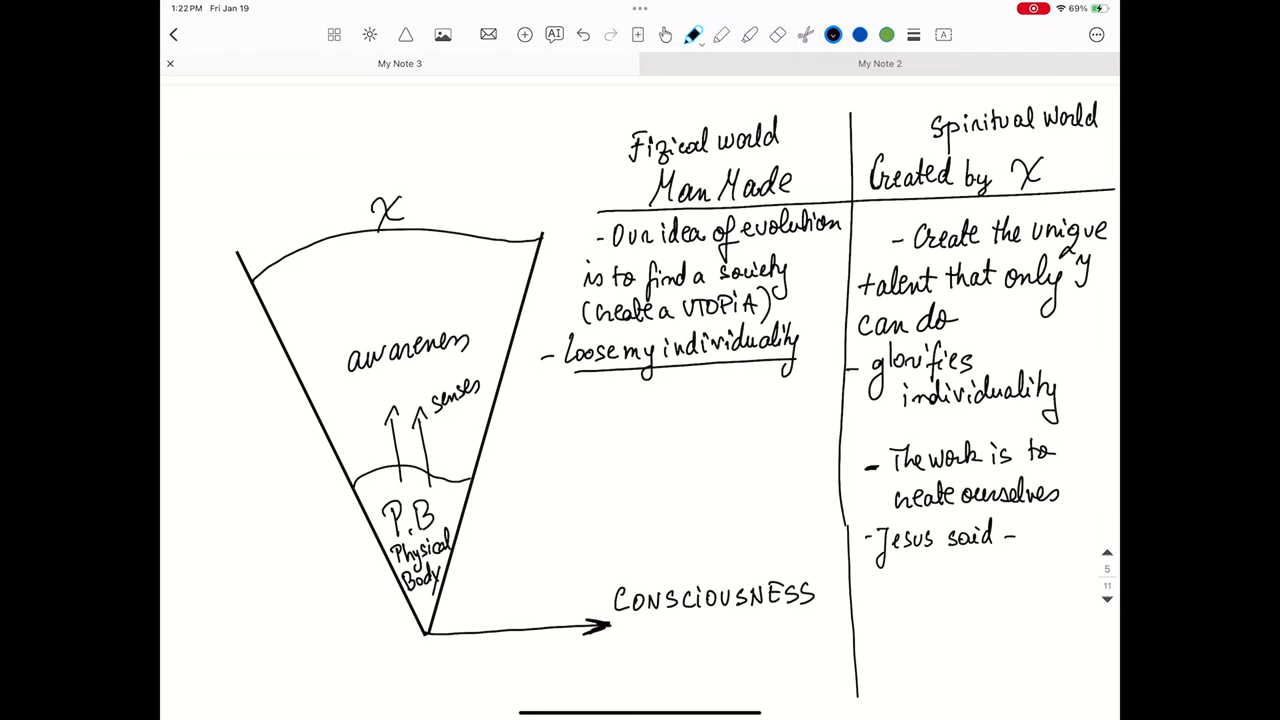 1:22 PM Fri Jan 19
69%
My Note 3
My Note 2
X
awareness
senses
P.B
Physical
Body
CONSCIOUSNESS
Fizical world
Man Made
- Our idea of evolution
is to find a society
(create a UTOPiA)
- Loose my individuality
Spiritual World
Created by X
- Create the unique
talent that only y
can do
- glorifies
individuality
- The work is to
create ourselves
- Jesus said -
5
11
AI
A